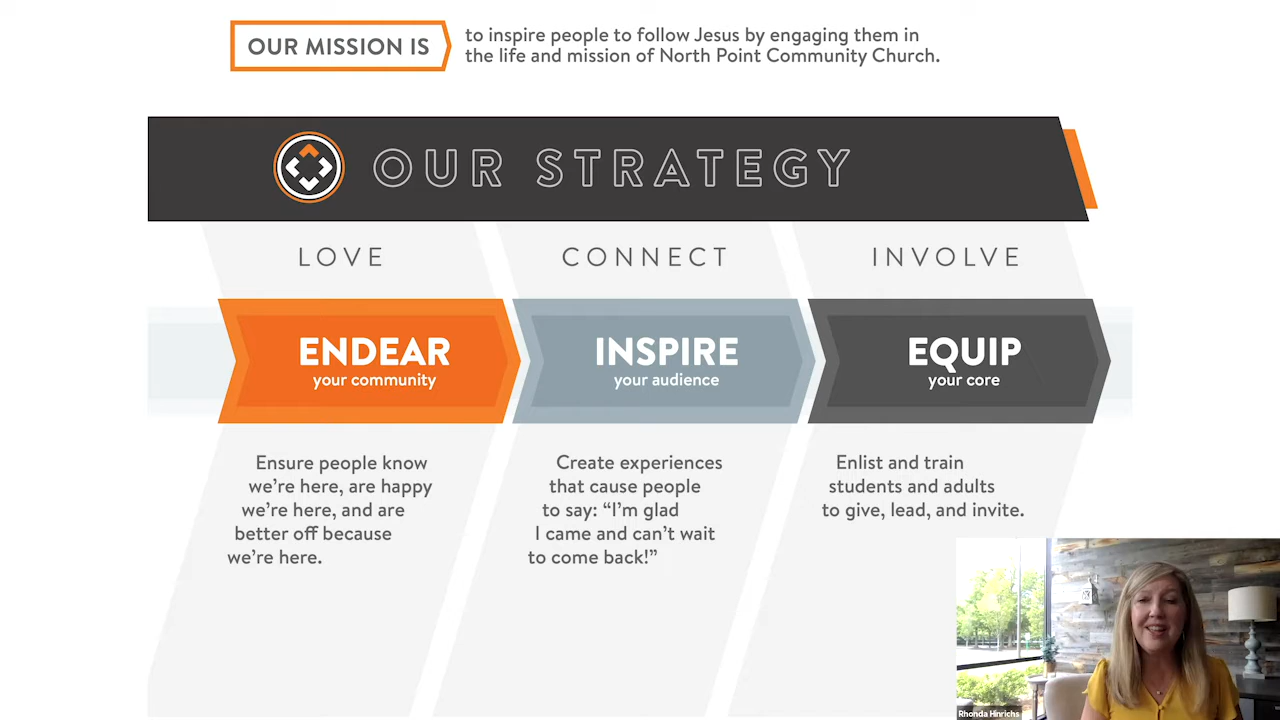 OUR MISSION IS
to inspire people to follow Jesus by engaging them in
the life and mission of North Point Community Church.
OUR STRATEGY
LOVE
CONNECT
INVOLVE
ENDEAR
your community
INSPIRE
your audience
EQUIP
your core
Ensure people know
we're here, are happy
we're here, and are
better off because
we're here.
Create experiences
that cause people
to say: “I'm glad
I came and can't wait
to come back!”
Enlist and train
students and adults
to give, lead, and invite.
Rhonda Hinrichs